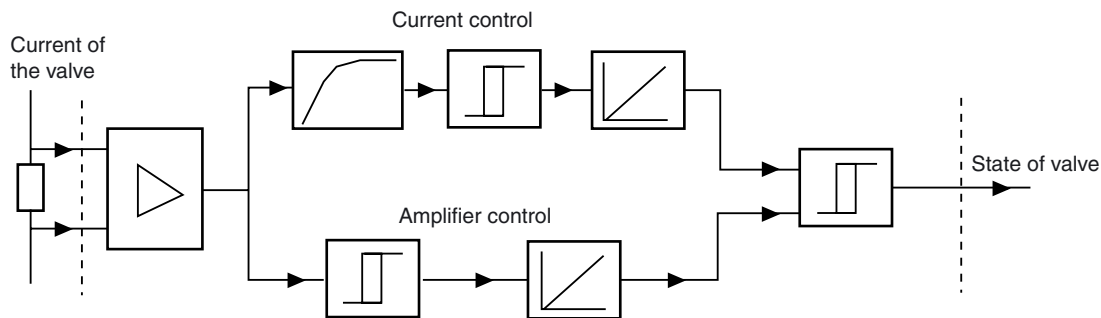 Current control
Current of
the valve
State of valve
Amplifier control